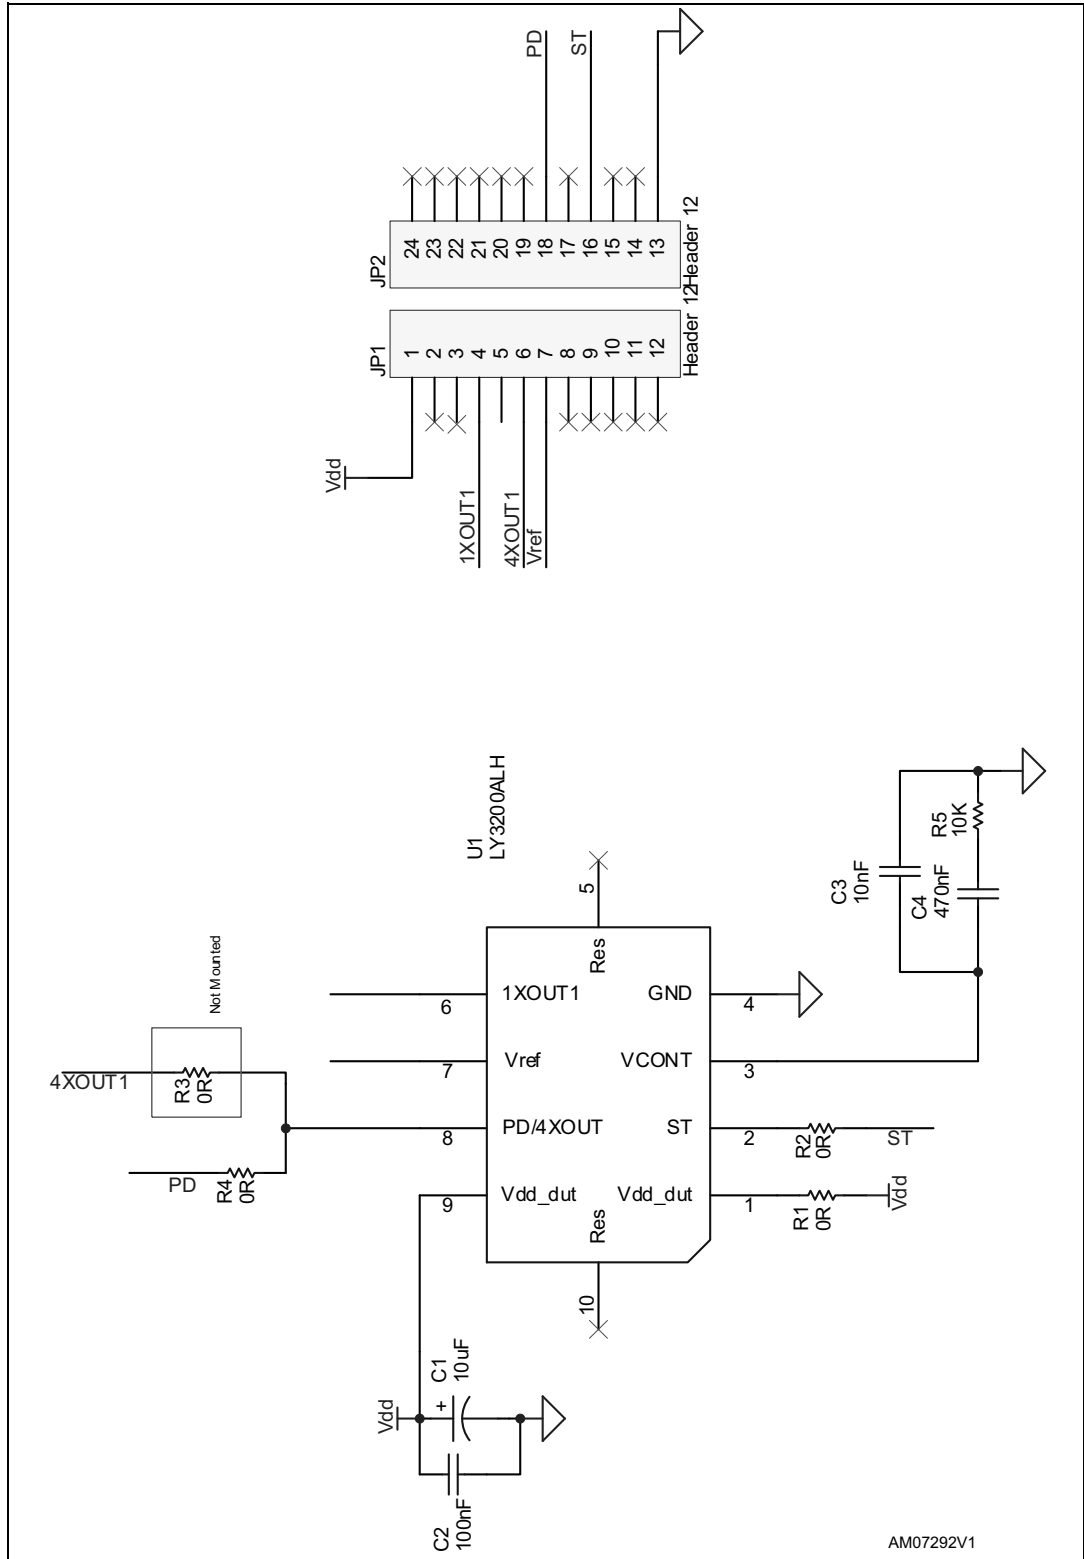 PD
ST
24
23
22
21
20
19
18
17
16
15
14
13
JP2
Header 12
JP1
1
2
3
4
5
6
7
8
9
10
11
12
Header 12
Vdd
1XOUT1
4XOUT1
Vref
U1
LY3200ALH
5
Res
C3
10nF
C4
470nF
R5
10K
Not Mounted
6
1XOUT1
GND
4
4XOUT1
R3
0R
7
Vref
VCONT
3
8
PD/4XOUT
ST
2
R2
0R
ST
PD
R4
0R
9
Vdd_dut
Vdd_dut
1
R1
0R
Vdd
Res
10
Vdd
+
C1
10uF
C2
100nF
AM07292V1